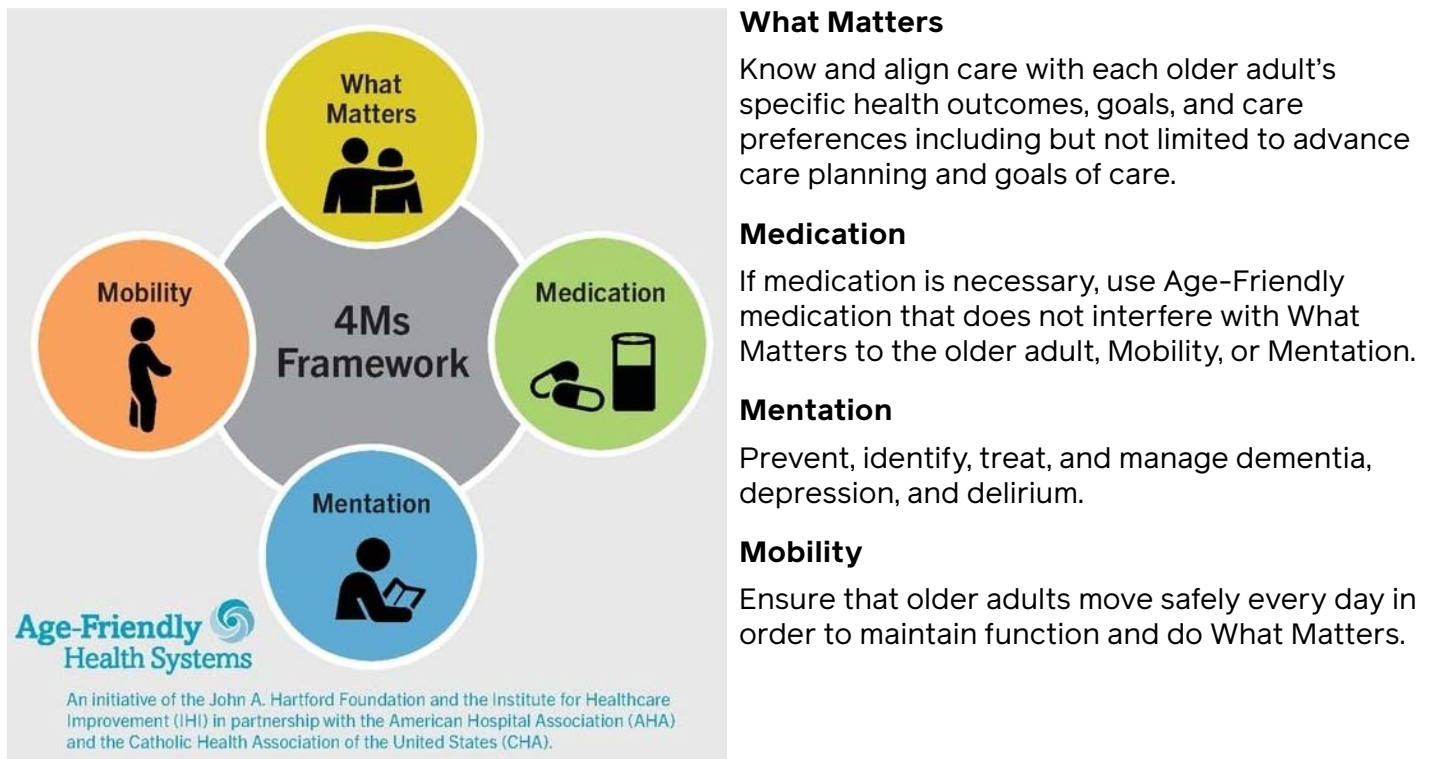 What
Matters
Mobility
4Ms
Framework
Medication
Mentation
Age-Friendly
Health Systems
An initiative of the John A. Hartford Foundation and the Institute for Healthcare
Improvement (IHI) in partnership with the American Hospital Association (AHA)
and the Catholic Health Association of the United States (CHA).
What Matters
Know and align care with each older adult’s
specific health outcomes, goals, and care
preferences including but not limited to advance
care planning and goals of care.
Medication
If medication is necessary, use Age-Friendly
medication that does not interfere with What
Matters to the older adult, Mobility, or Mentation.
Mentation
Prevent, identify, treat, and manage dementia,
depression, and delirium.
Mobility
Ensure that older adults move safely every day in
order to maintain function and do What Matters.